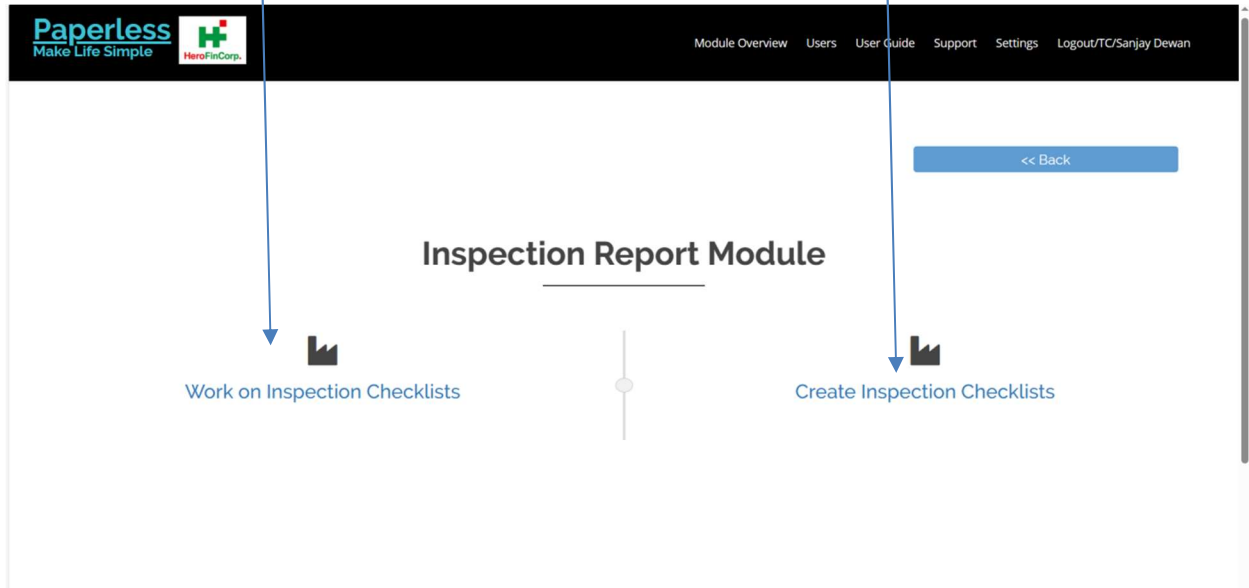 Paperless
Make Life Simple
HeroFinCorp.
Module Overview Users User Guide Support Settings Logout/TC/Sanjay Dewan
<< Back
Inspection Report Module
Work on Inspection Checklists
Create Inspection Checklists